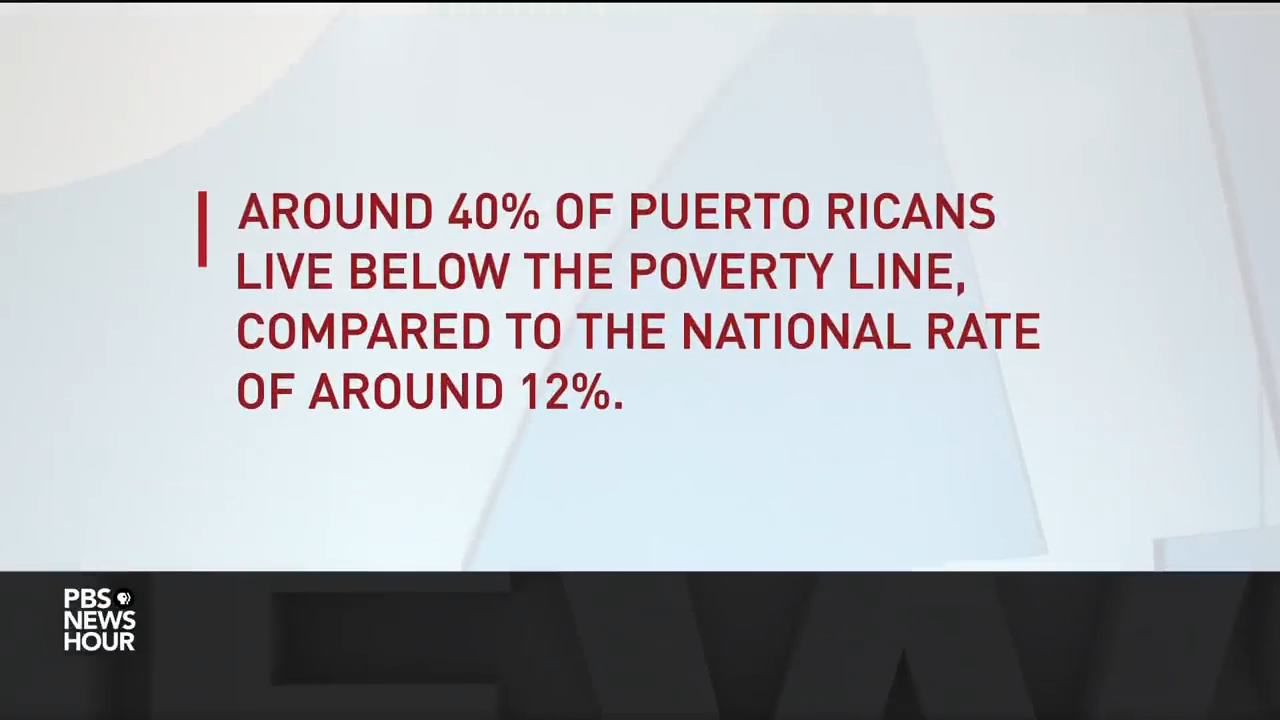 AROUND 40% OF PUERTO RICANS
LIVE BELOW THE POVERTY LINE,
COMPARED TO THE NATIONAL RATE
OF AROUND 12%.
PBS
NEWS
HOUR